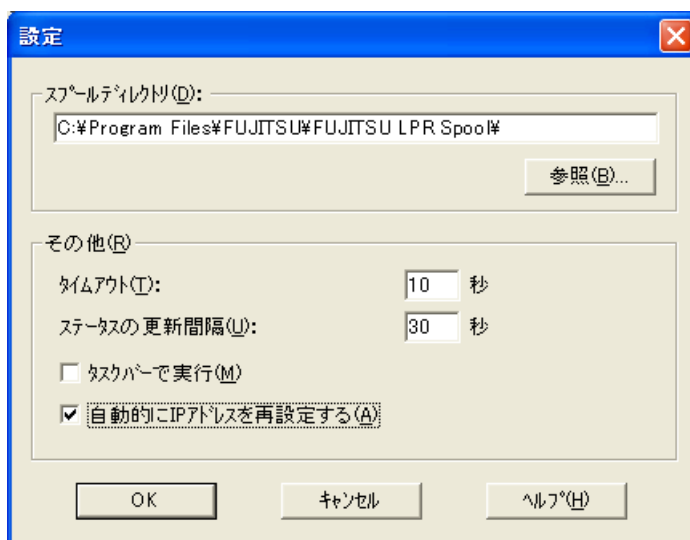 設定
ｽﾌﾟｰﾙﾃﾞｨﾚｸﾄﾘ(D):
C:¥Program Files¥FUJITSU¥FUJITSU LPR Spool¥
参照(B)...
その他(R)
ﾀｲﾑｱｳﾄ(T): 10 秒
ｽﾃｰﾀｽの更新間隔(U): 30 秒
ﾀｽｸﾊﾞｰで実行(M)
自動的にIPｱﾄﾞﾚｽを再設定する(A)
OK ｷｬﾝｾﾙ ﾍﾙﾌﾟ(H)